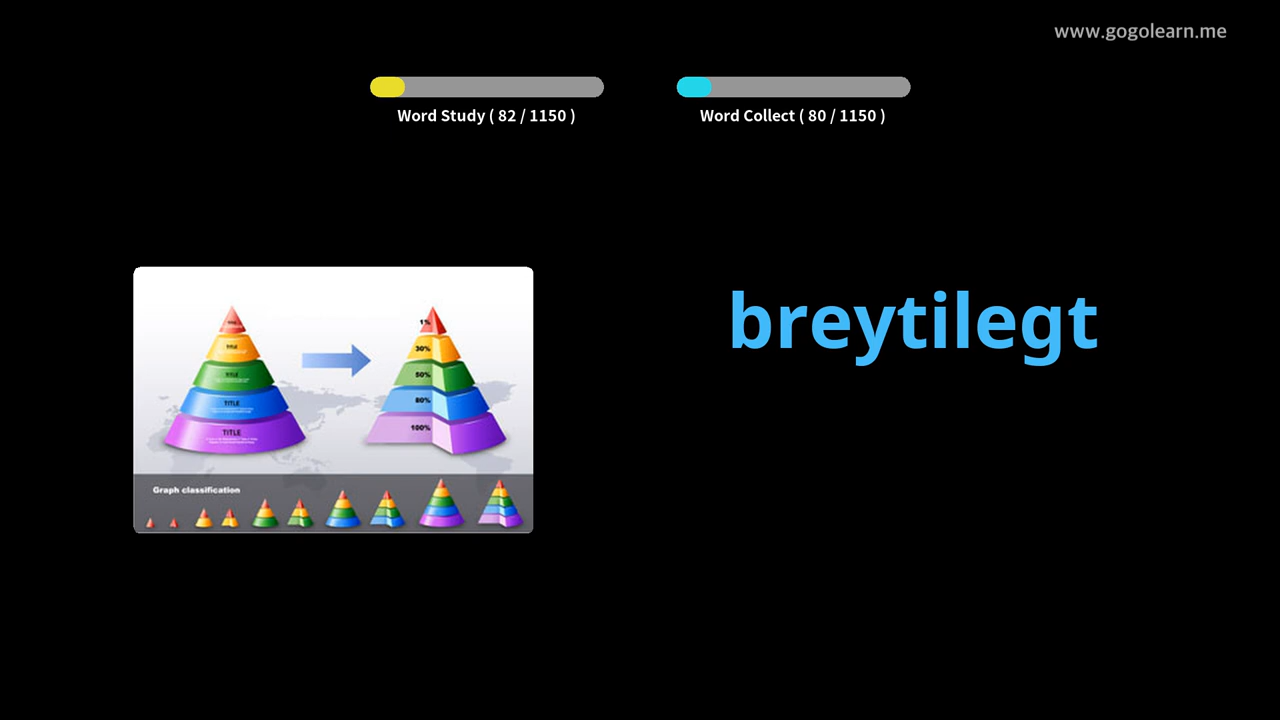 www.gogolearn.me
Word Study ( 82 / 1150 )
Word Collect ( 80 / 1150 )
breytilegt
TITLE
TITLE
TITLE
TITLE
1%
30%
50%
80%
100%
Graph classification